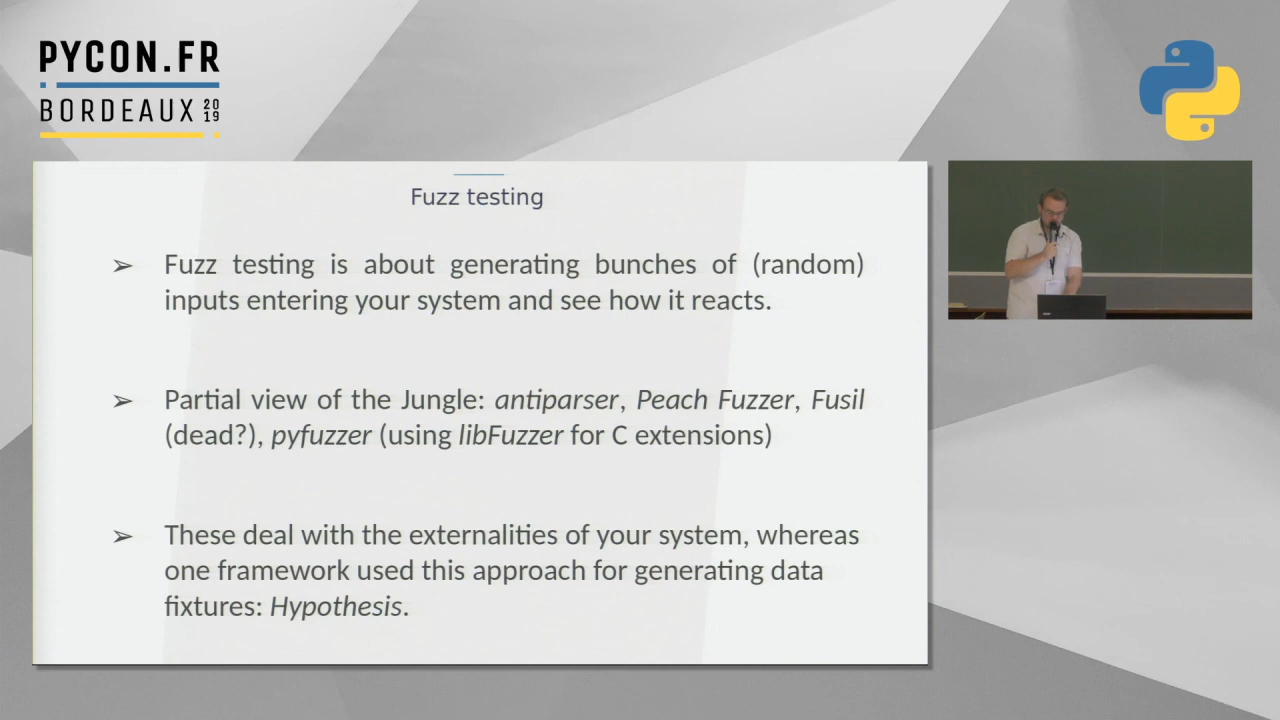 PYCON.FR
BORDEAUX 2019
Fuzz testing
➢ Fuzz testing is about generating bunches of (random)
inputs entering your system and see how it reacts.
➢ Partial view of the Jungle: antiparser, Peach Fuzzer, Fusil
(dead?), pyfuzzer (using libFuzzer for C extensions)
➢ These deal with the externalities of your system, whereas
one framework used this approach for generating data
fixtures: Hypothesis.